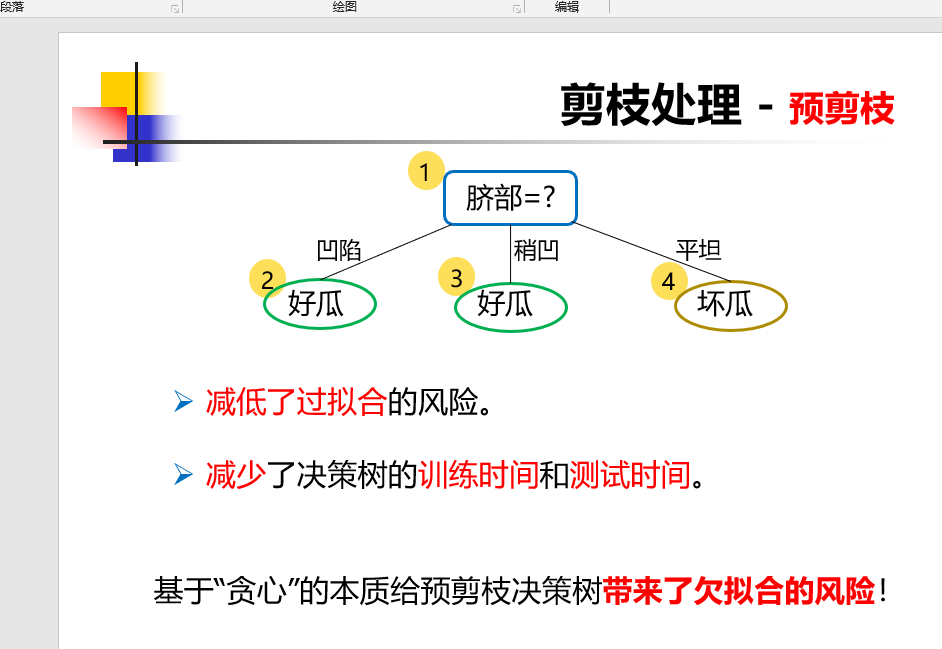 段落 绘图 编辑
剪枝处理 - 预剪枝
1
脐部=?
凹陷 稍凹 平坦
2 3 4
好瓜 好瓜 坏瓜
减低了过拟合的风险。
减少了决策树的训练时间和测试时间。
基于“贪心”的本质给预剪枝决策树带来了欠拟合的风险！